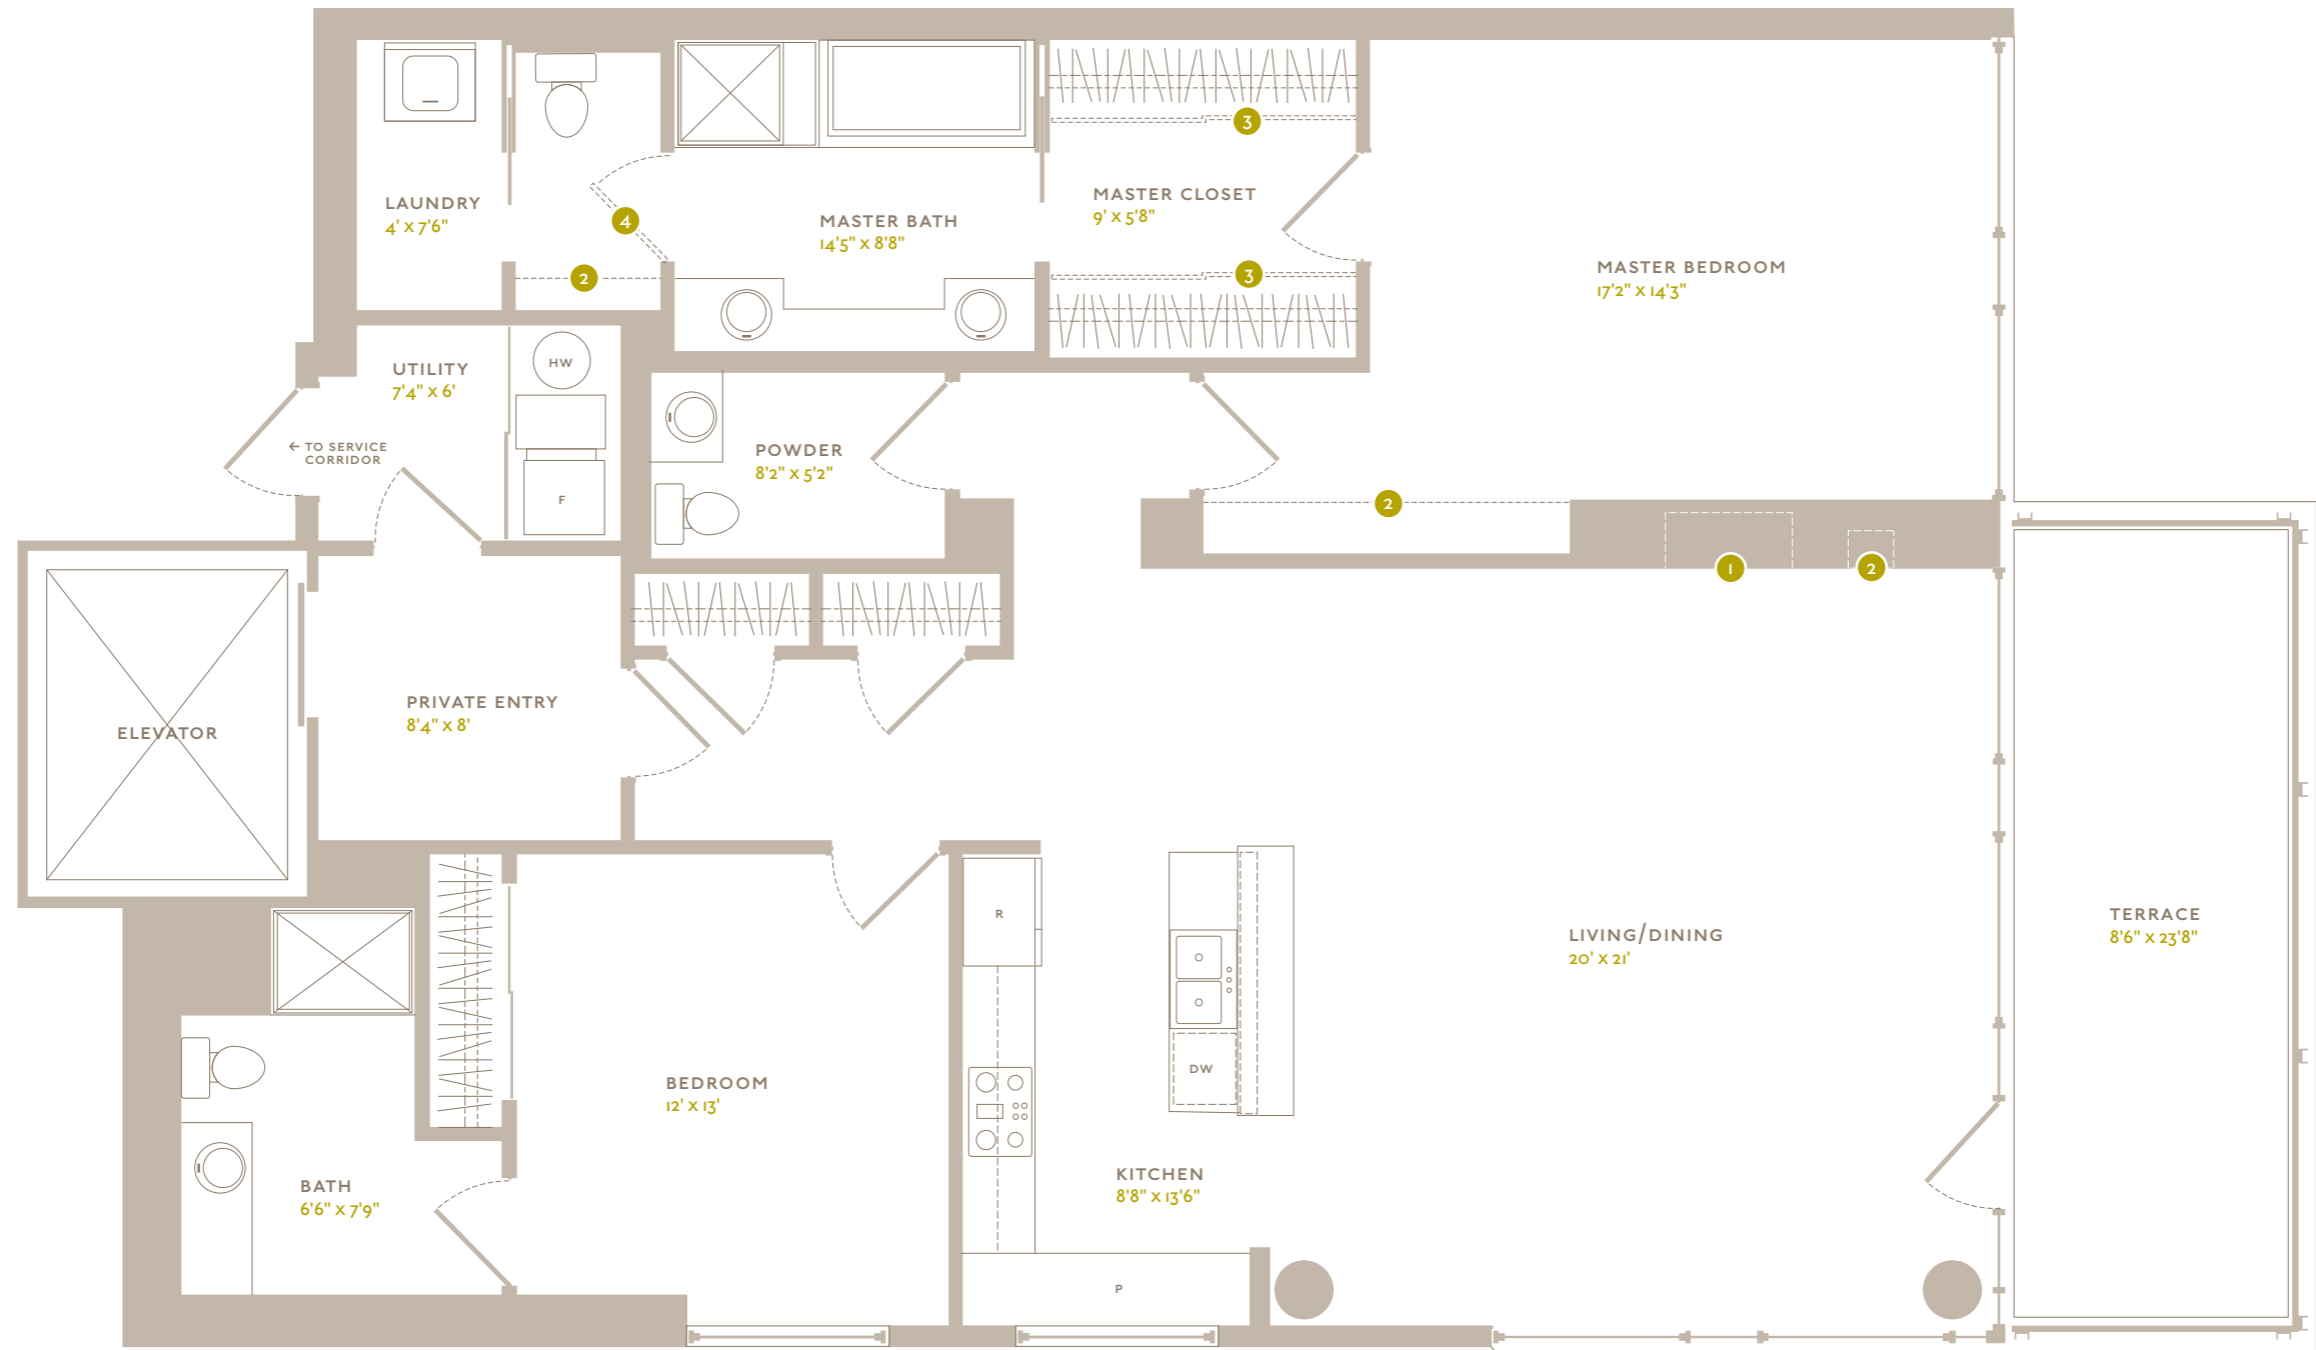 3
LAUNDRY
4' X 7'6"
4
MASTER BATH
14'5" X 8'8"
MASTER CLOSET
9' X 5'8"
2
3
MASTER BEDROOM
17'2" X 14'3"
UTILITY
7'4" X 6'
HW
← TO SERVICE
CORRIDOR
F
POWDER
8'2" X 5'2"
2
1
2
ELEVATOR
PRIVATE ENTRY
8'4" X 8'
R
LIVING/DINING
20' X 21'
TERRACE
8'6" X 23'8"
BEDROOM
12' X 13'
DW
BATH
6'6" X 7'9"
KITCHEN
8'8" X 13'6"
P